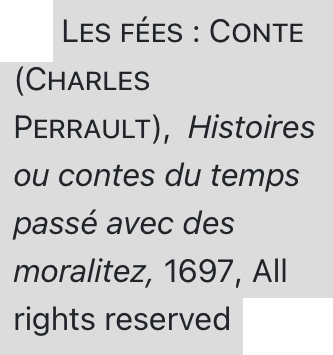 LES FÉES : CONTE
(CHARLES
PERRAULT), Histoires
ou contes du temps
passé avec des
moralitez, 1697, All
rights reserved